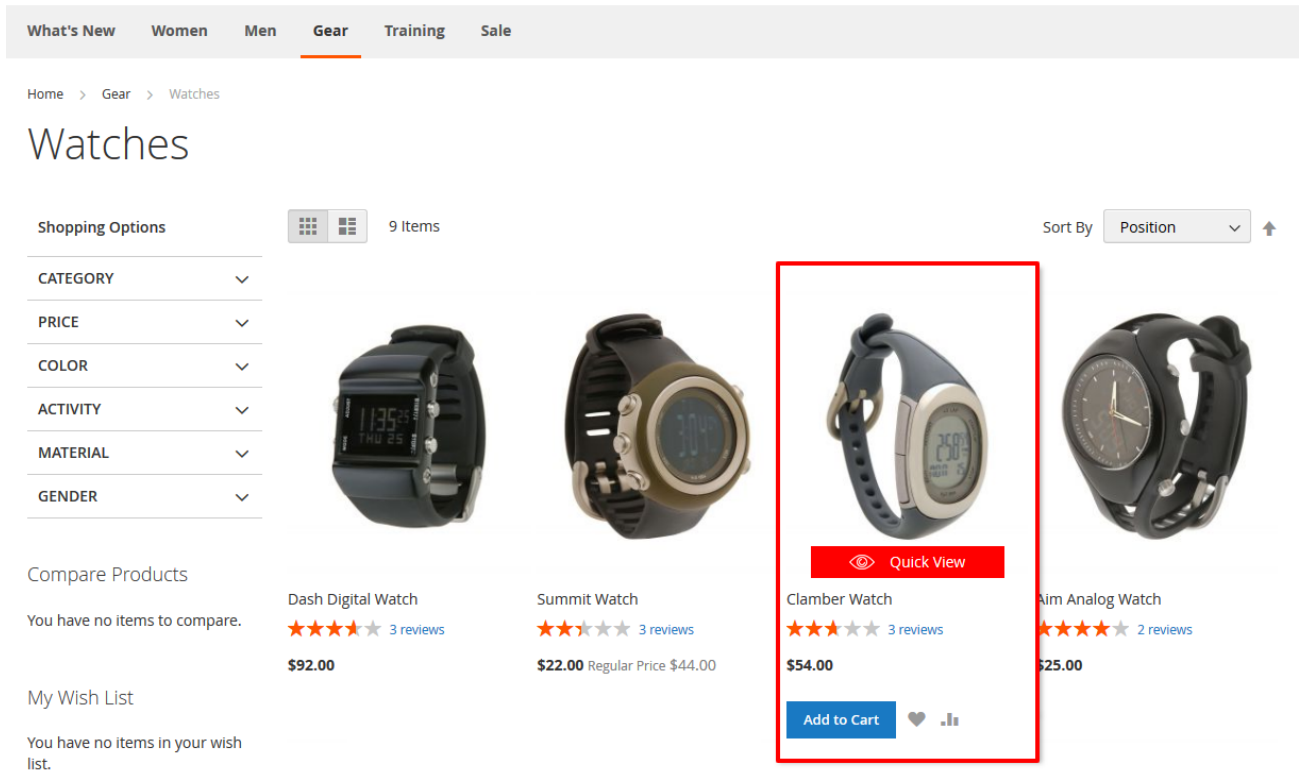 What's New Women Men Gear Training Sale
Home > Gear > Watches
Watches
Shopping Options
CATEGORY
PRICE
COLOR
ACTIVITY
MATERIAL
GENDER
Compare Products
You have no items to compare.
My Wish List
You have no items in your wish
list.
9 Items
Sort By Position
11:35
3:04
Quick View
Dash Digital Watch
3 reviews
$92.00
Summit Watch
3 reviews
$22.00 Regular Price $44.00
Clamber Watch
3 reviews
$54.00
Add to Cart
Aim Analog Watch
2 reviews
$25.00